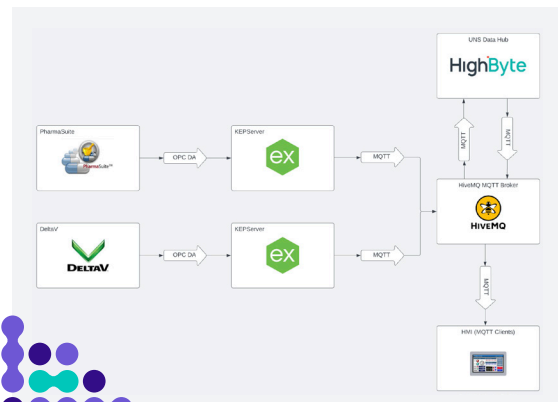 UNS Data Hub
HighByte
MQTT
MQTT
PharmaSuite
PharmaSuite™
OPC DA
KEPServer
ex
MQTT
HiveMQ MQTT Broker
HIVEMQ
DeltaV
DELTAV
OPC DA
KEPServer
ex
MQTT
MQTT
HMI (MQTT Clients)